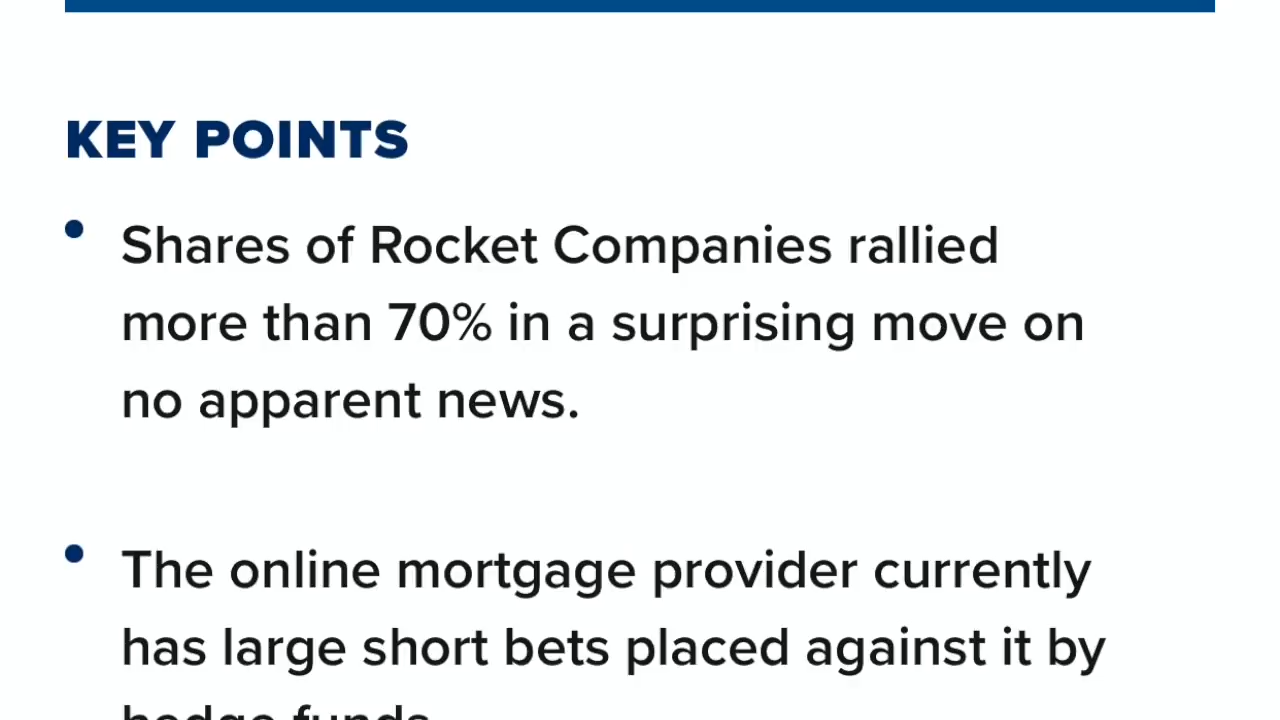 KEY POINTS
• Shares of Rocket Companies rallied
more than 70% in a surprising move on
no apparent news.
• The online mortgage provider currently
has large short bets placed against it by
hedge funds.